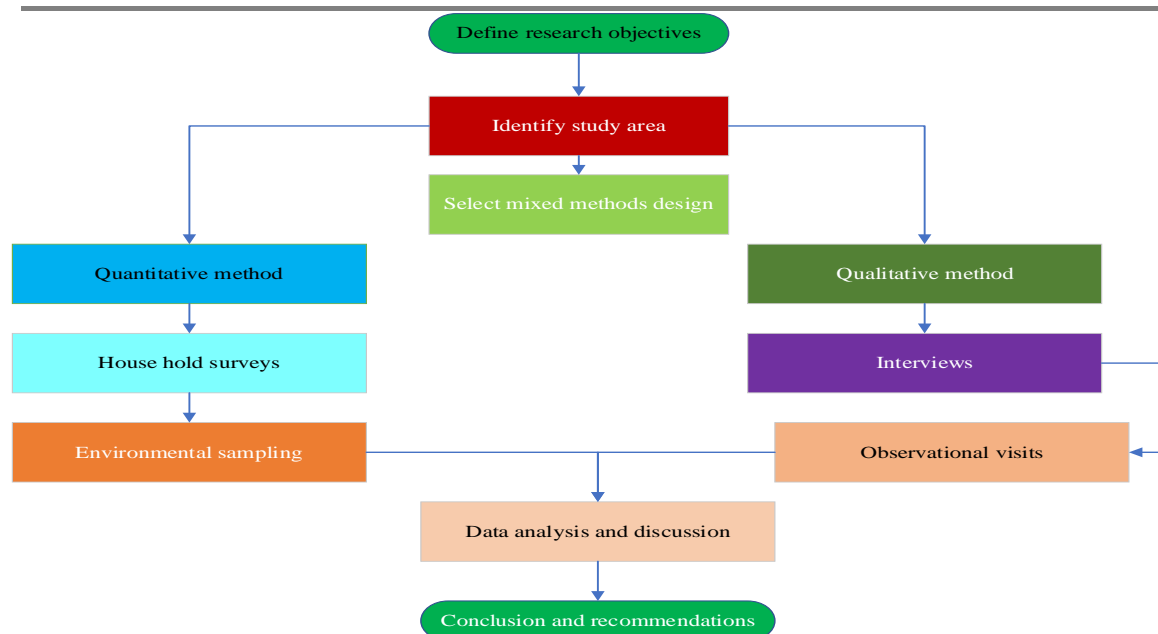 Define research objectives
Identify study area
Select mixed methods design
Quantitative method
Qualitative method
House hold surveys
Interviews
Environmental sampling
Observational visits
Data analysis and discussion
Conclusion and recommendations